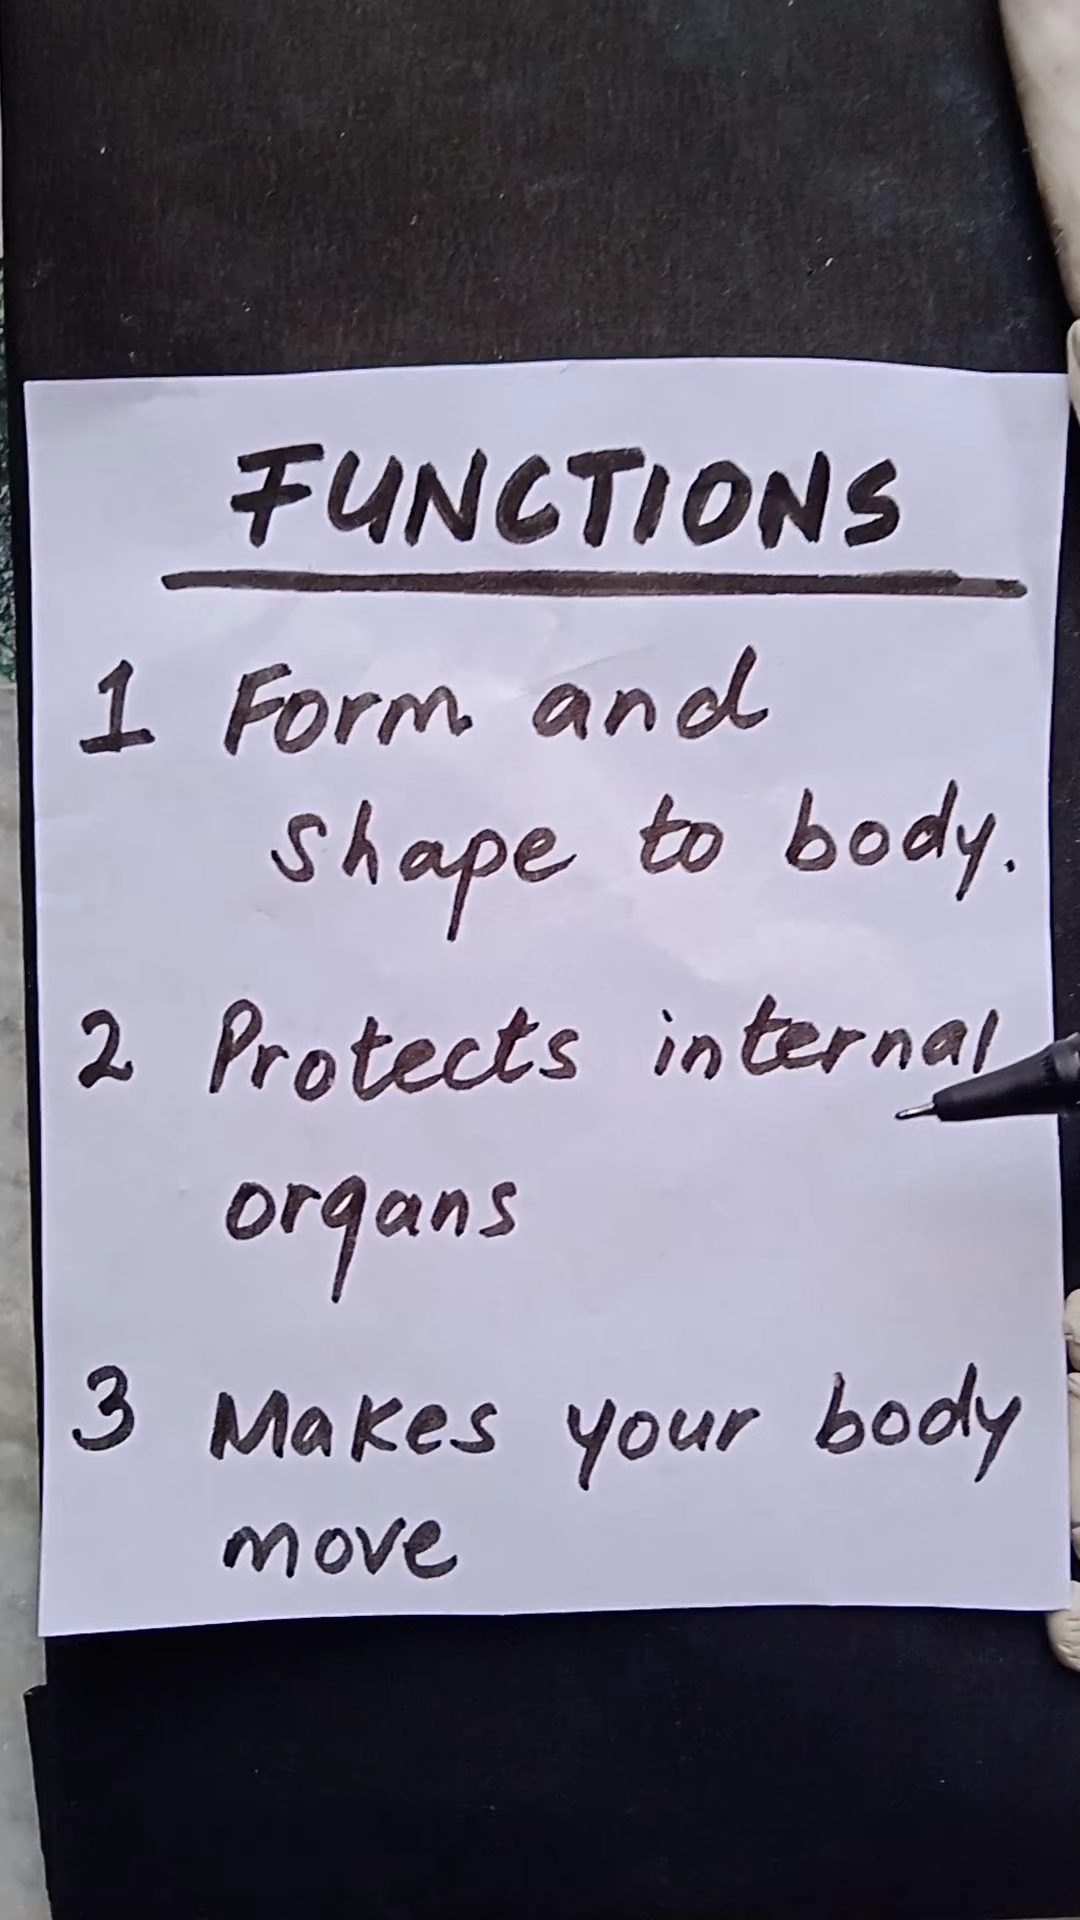 FUNCTIONS
1 Form and
shape to body.
2 Protects internal
organs
3 Makes your body
move